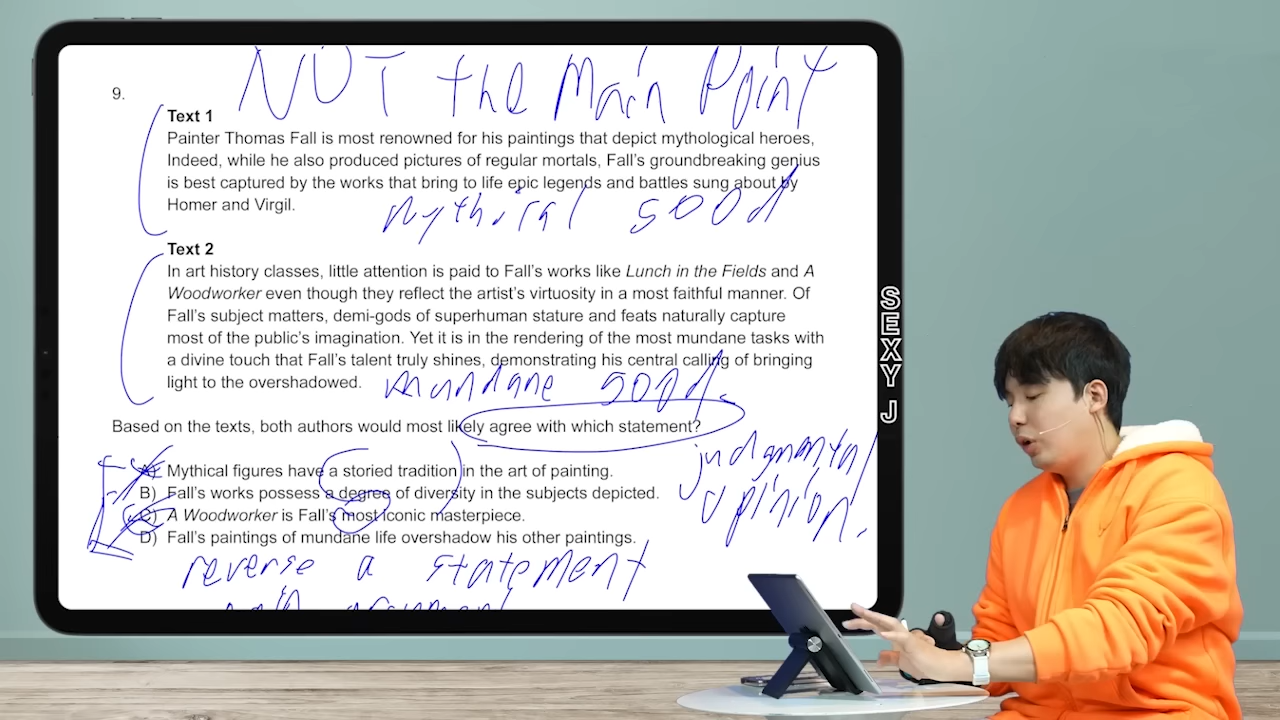 NOT the Main Point
9.
Text 1
Painter Thomas Fall is most renowned for his paintings that depict mythological heroes,
Indeed, while he also produced pictures of regular mortals, Fall's groundbreaking genius
is best captured by the works that bring to life epic legends and battles sung about by
Homer and Virgil.
mythical good
Text 2
In art history classes, little attention is paid to Fall's works like Lunch in the Fields and A
Woodworker even though they reflect the artist's virtuosity in a most faithful manner. Of
Fall's subject matters, demi-gods of superhuman stature and feats naturally capture
most of the public's imagination. Yet it is in the rendering of the most mundane tasks with
a divine touch that Fall's talent truly shines, demonstrating his central calling of bringing
light to the overshadowed.
mundane good.
Based on the texts, both authors would most likely agree with which statement?
judgmental
opinion.
A) Mythical figures have a storied tradition in the art of painting.
B) Fall's works possess a degree of diversity in the subjects depicted.
C) A Woodworker is Fall's most iconic masterpiece.
D) Fall's paintings of mundane life overshadow his other paintings.
reverse a statement
SEXY J